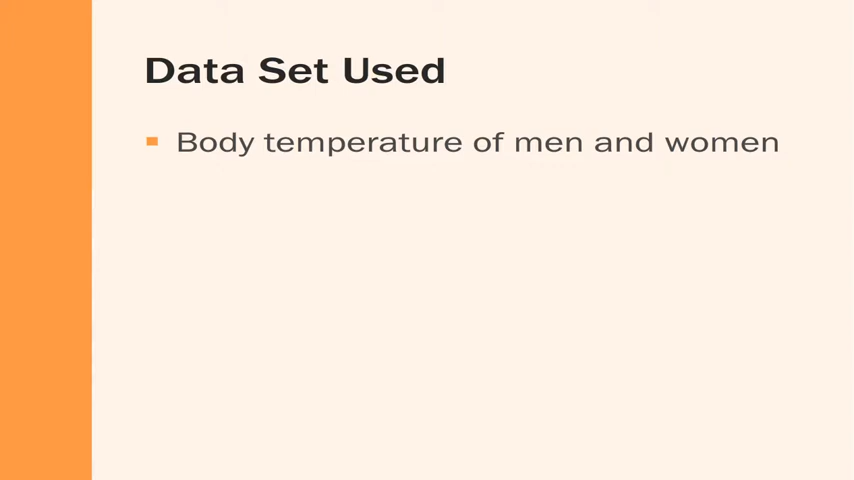 Data Set Used
Body temperature of men and women